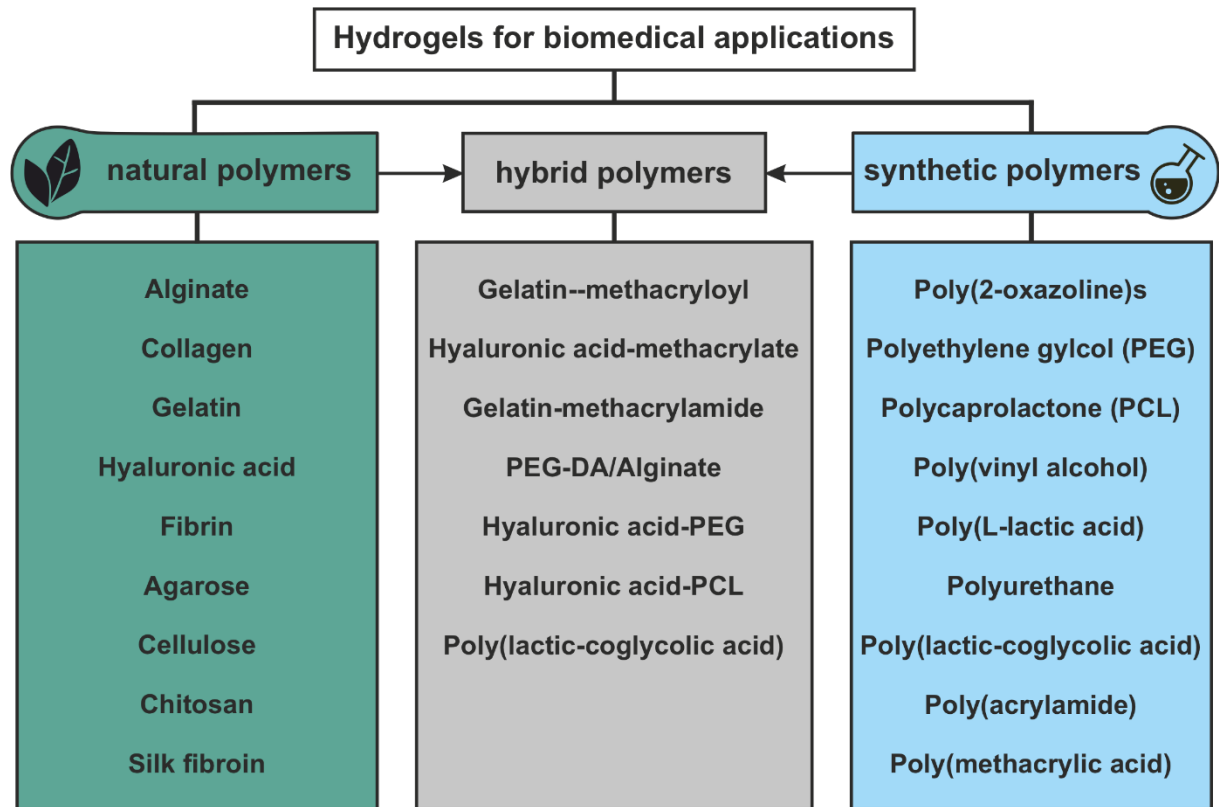 Hydrogels for biomedical applications
natural polymers
hybrid polymers
synthetic polymers
Alginate
Collagen
Gelatin
Hyaluronic acid
Fibrin
Agarose
Cellulose
Chitosan
Silk fibroin
Gelatin--methacryloyl
Hyaluronic acid-methacrylate
Gelatin-methacrylamide
PEG-DA/Alginate
Hyaluronic acid-PEG
Hyaluronic acid-PCL
Poly(lactic-coglycolic acid)
Poly(2-oxazoline)s
Polyethylene gylcol (PEG)
Polycaprolactone (PCL)
Poly(vinyl alcohol)
Poly(L-lactic acid)
Polyurethane
Poly(lactic-coglycolic acid)
Poly(acrylamide)
Poly(methacrylic acid)